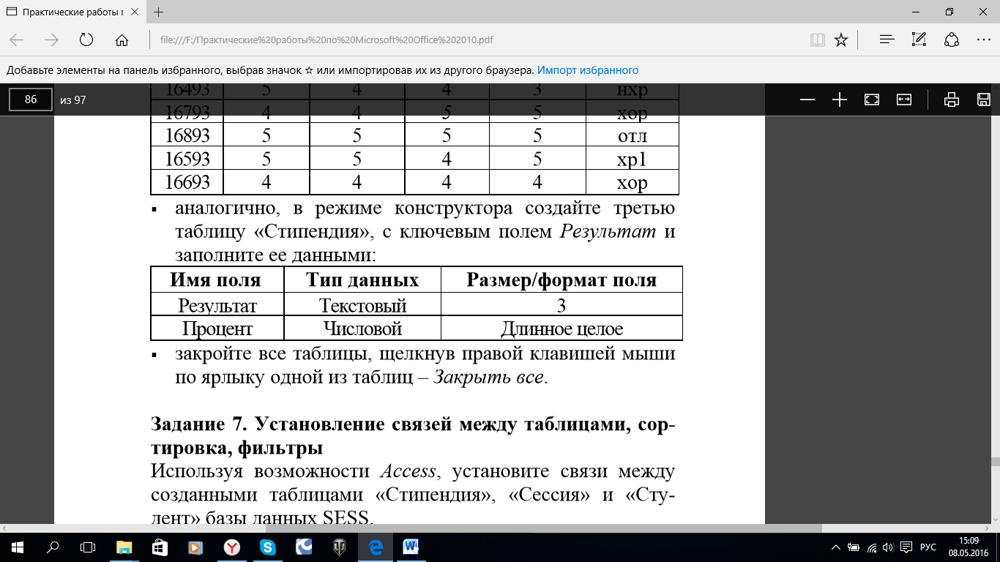 Практические работы г
file:///F:/Практические%20работы%20по%20Microsoft%20Office%202010.pdf
Добавьте элементы на панель избранного, выбрав значок ☆ или импортировав их из другого браузера. Импорт избранного
86 из 97
16493 5 4 4 3 нхр
16793 4 4 5 5 хор
16893 5 5 5 5 отл
16593 5 5 4 5 хр1
16693 4 4 4 4 хор
▪ аналогично, в режиме конструктора создайте третью
таблицу «Стипендия», с ключевым полем Результат и
заполните ее данными:
Имя поля Тип данных Размер/формат поля
Результат Текстовый 3
Процент Числовой Длинное целое
▪ закройте все таблицы, щелкнув правой клавишей мыши
по ярлыку одной из таблиц – Закрыть все.
Задание 7. Установление связей между таблицами, сор-
тировка, фильтры
Используя возможности Access, установите связи между
созданными таблицами «Стипендия», «Сессия» и «Сту-
дент» базы данных SESS.
РУС
15:09
08.05.2016